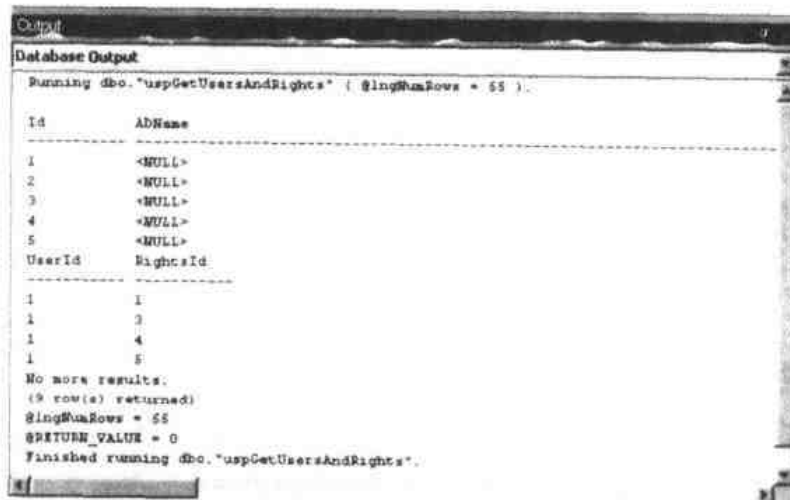 Output
Database Output
Running dbo."uspGetUsersAndRights" ( @lngNumRows = 55 ).
Id ADName
1 <NULL>
2 <NULL>
3 <NULL>
4 <NULL>
5 <NULL>
UserId RightsId
1 1
1 3
1 4
1 5
No more results.
(9 row(s) returned)
@lngNumRows = 55
@RETURN_VALUE = 0
Finished running dbo."uspGetUsersAndRights".